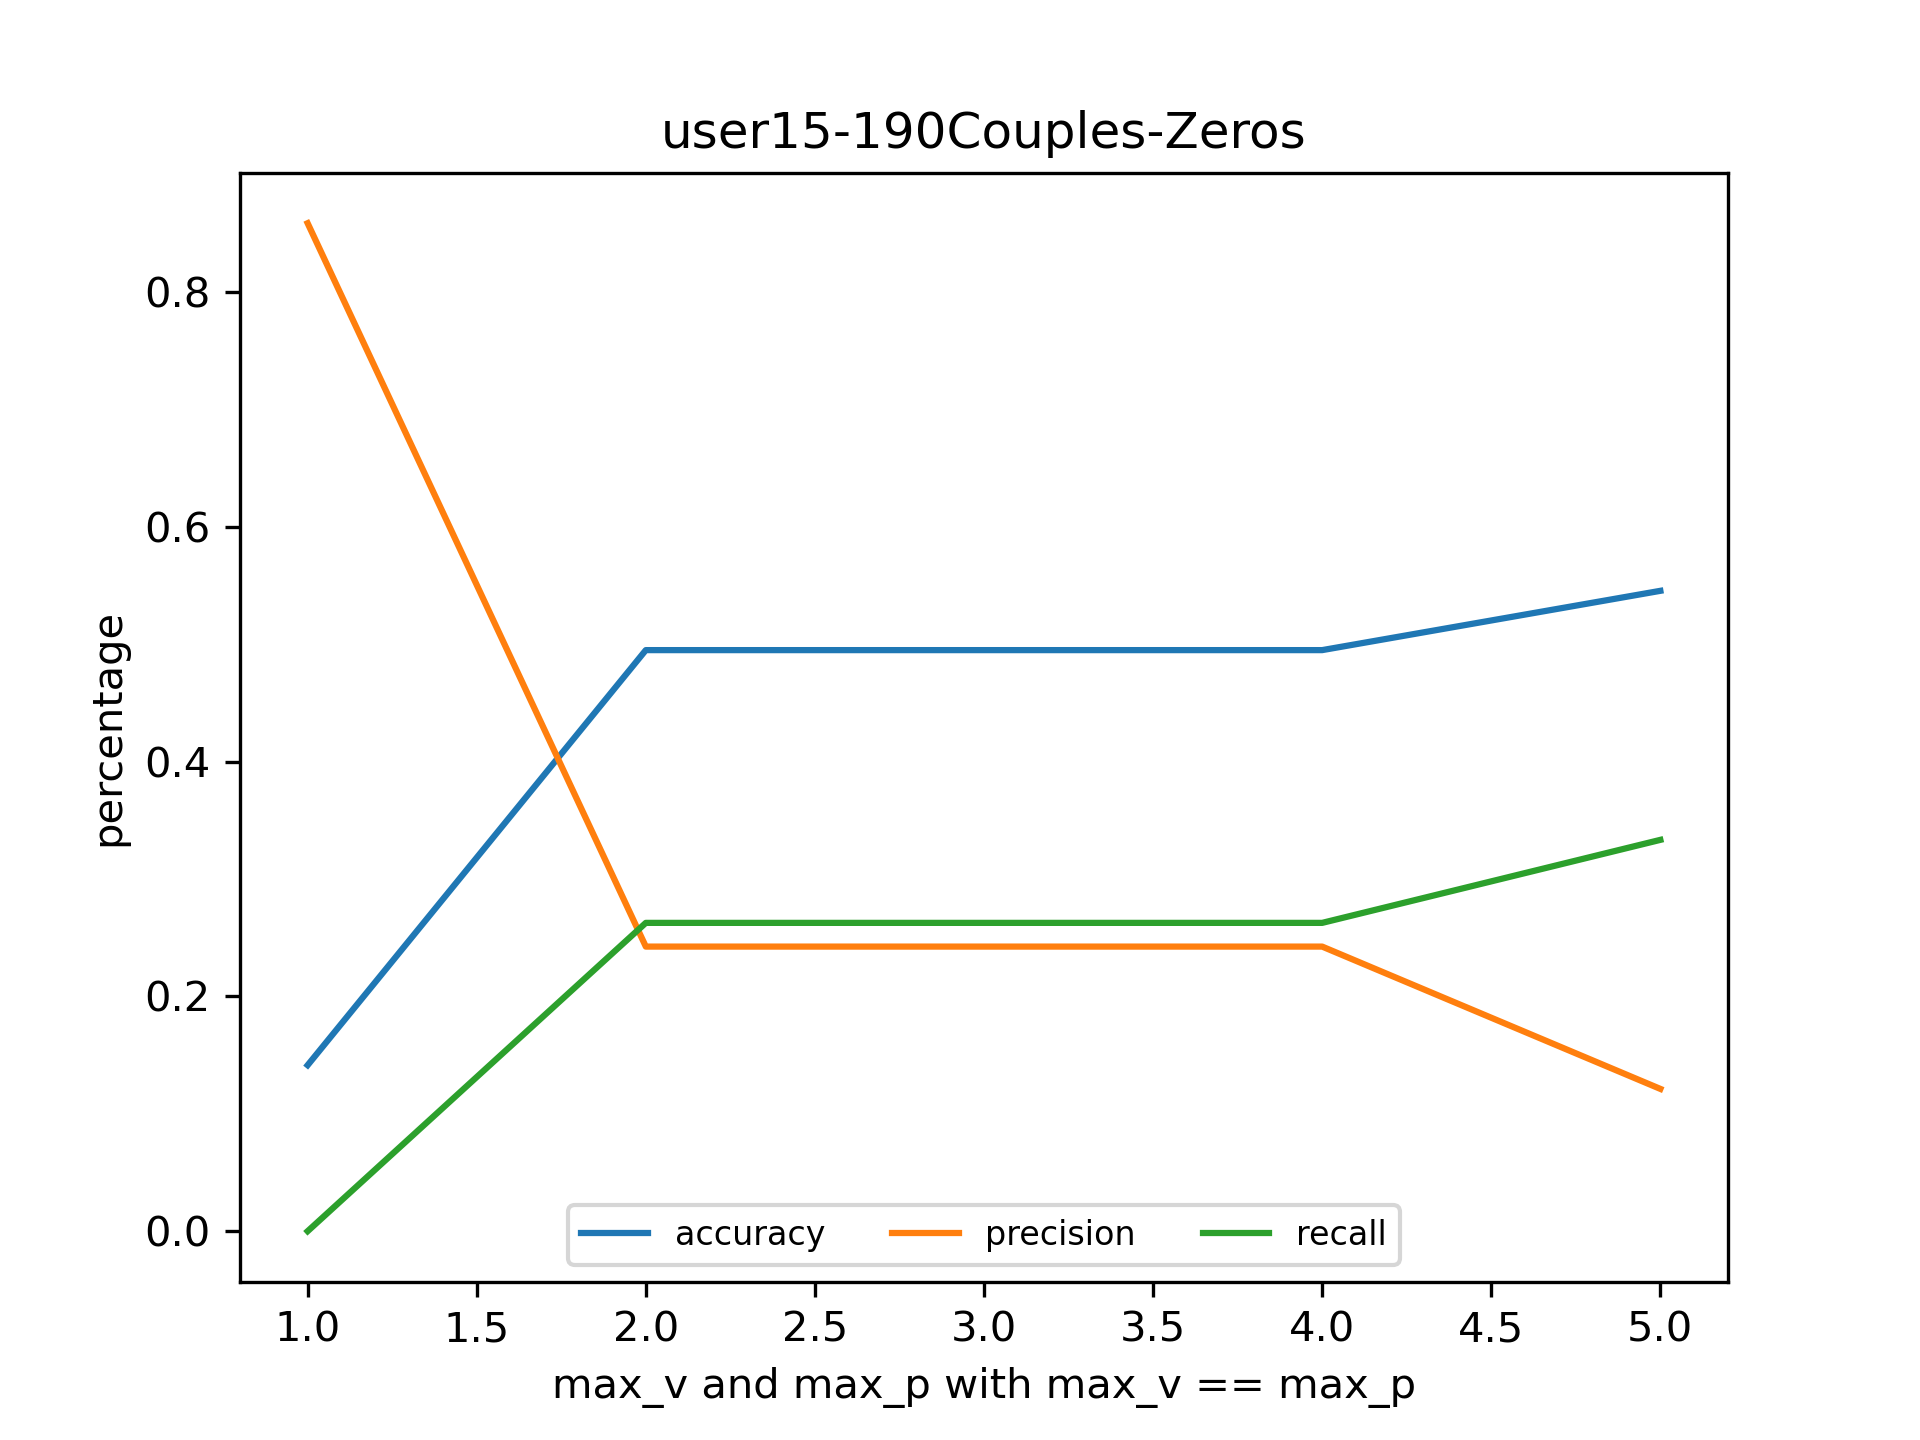 user15-190Couples-Zeros
percentage
0.8
0.6
0.4
0.2
0.0
accuracy precision recall
1.0 1.5 2.0 2.5 3.0 3.5 4.0 4.5 5.0
max_v and max_p with max_v == max_p